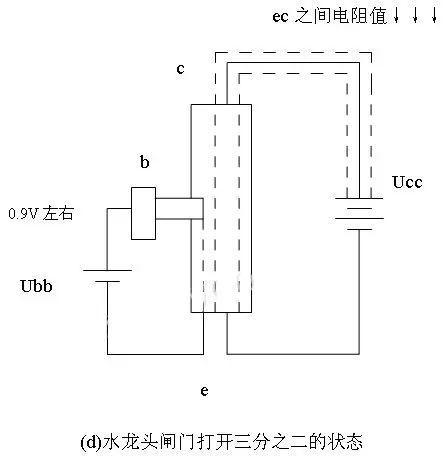 ec 之间电阻值↓ ↓ ↓
c
b
Ucc
0.9V 左右
Ubb
e
(d)水龙头闸门打开三分之二的状态